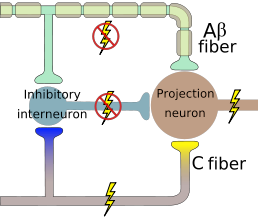 Aβ
fiber
Inhibitory
interneuron
Projection
neuron
C fiber